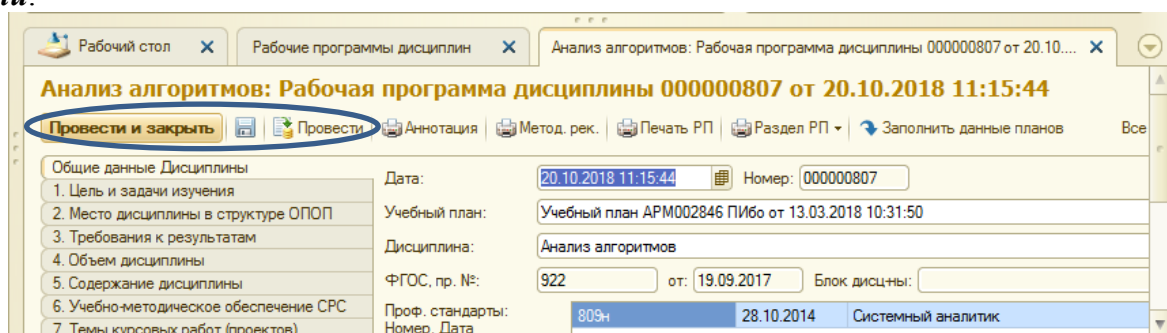 Рабочий стол Рабочие программы дисциплин Анализ алгоритмов: Рабочая программа дисциплины 000000807 от 20.10....
Анализ алгоритмов: Рабочая программа дисциплины 000000807 от 20.10.2018 11:15:44
Провести и закрыть Провести Аннотация Метод. рек. Печать РП Раздел РП Заполнить данные планов Все
Общие данные Дисциплины
1. Цель и задачи изучения
2. Место дисциплины в структуре ОПОП
3. Требования к результатам
4. Объем дисциплины
5. Содержание дисциплины
6. Учебно-методическое обеспечение СРС
7. Темы курсовых работ (проектов)
Дата: 20.10.2018 11:15:44 Номер: 000000807
Учебный план: Учебный план АРМ002846 ПИбо от 13.03.2018 10:31:50
Дисциплина: Анализ алгоритмов
ФГОС, пр. №: 922 от: 19.09.2017 Блок дисц-ны:
Проф. стандарты: 809н 28.10.2014 Системный аналитик
Номер, Дата